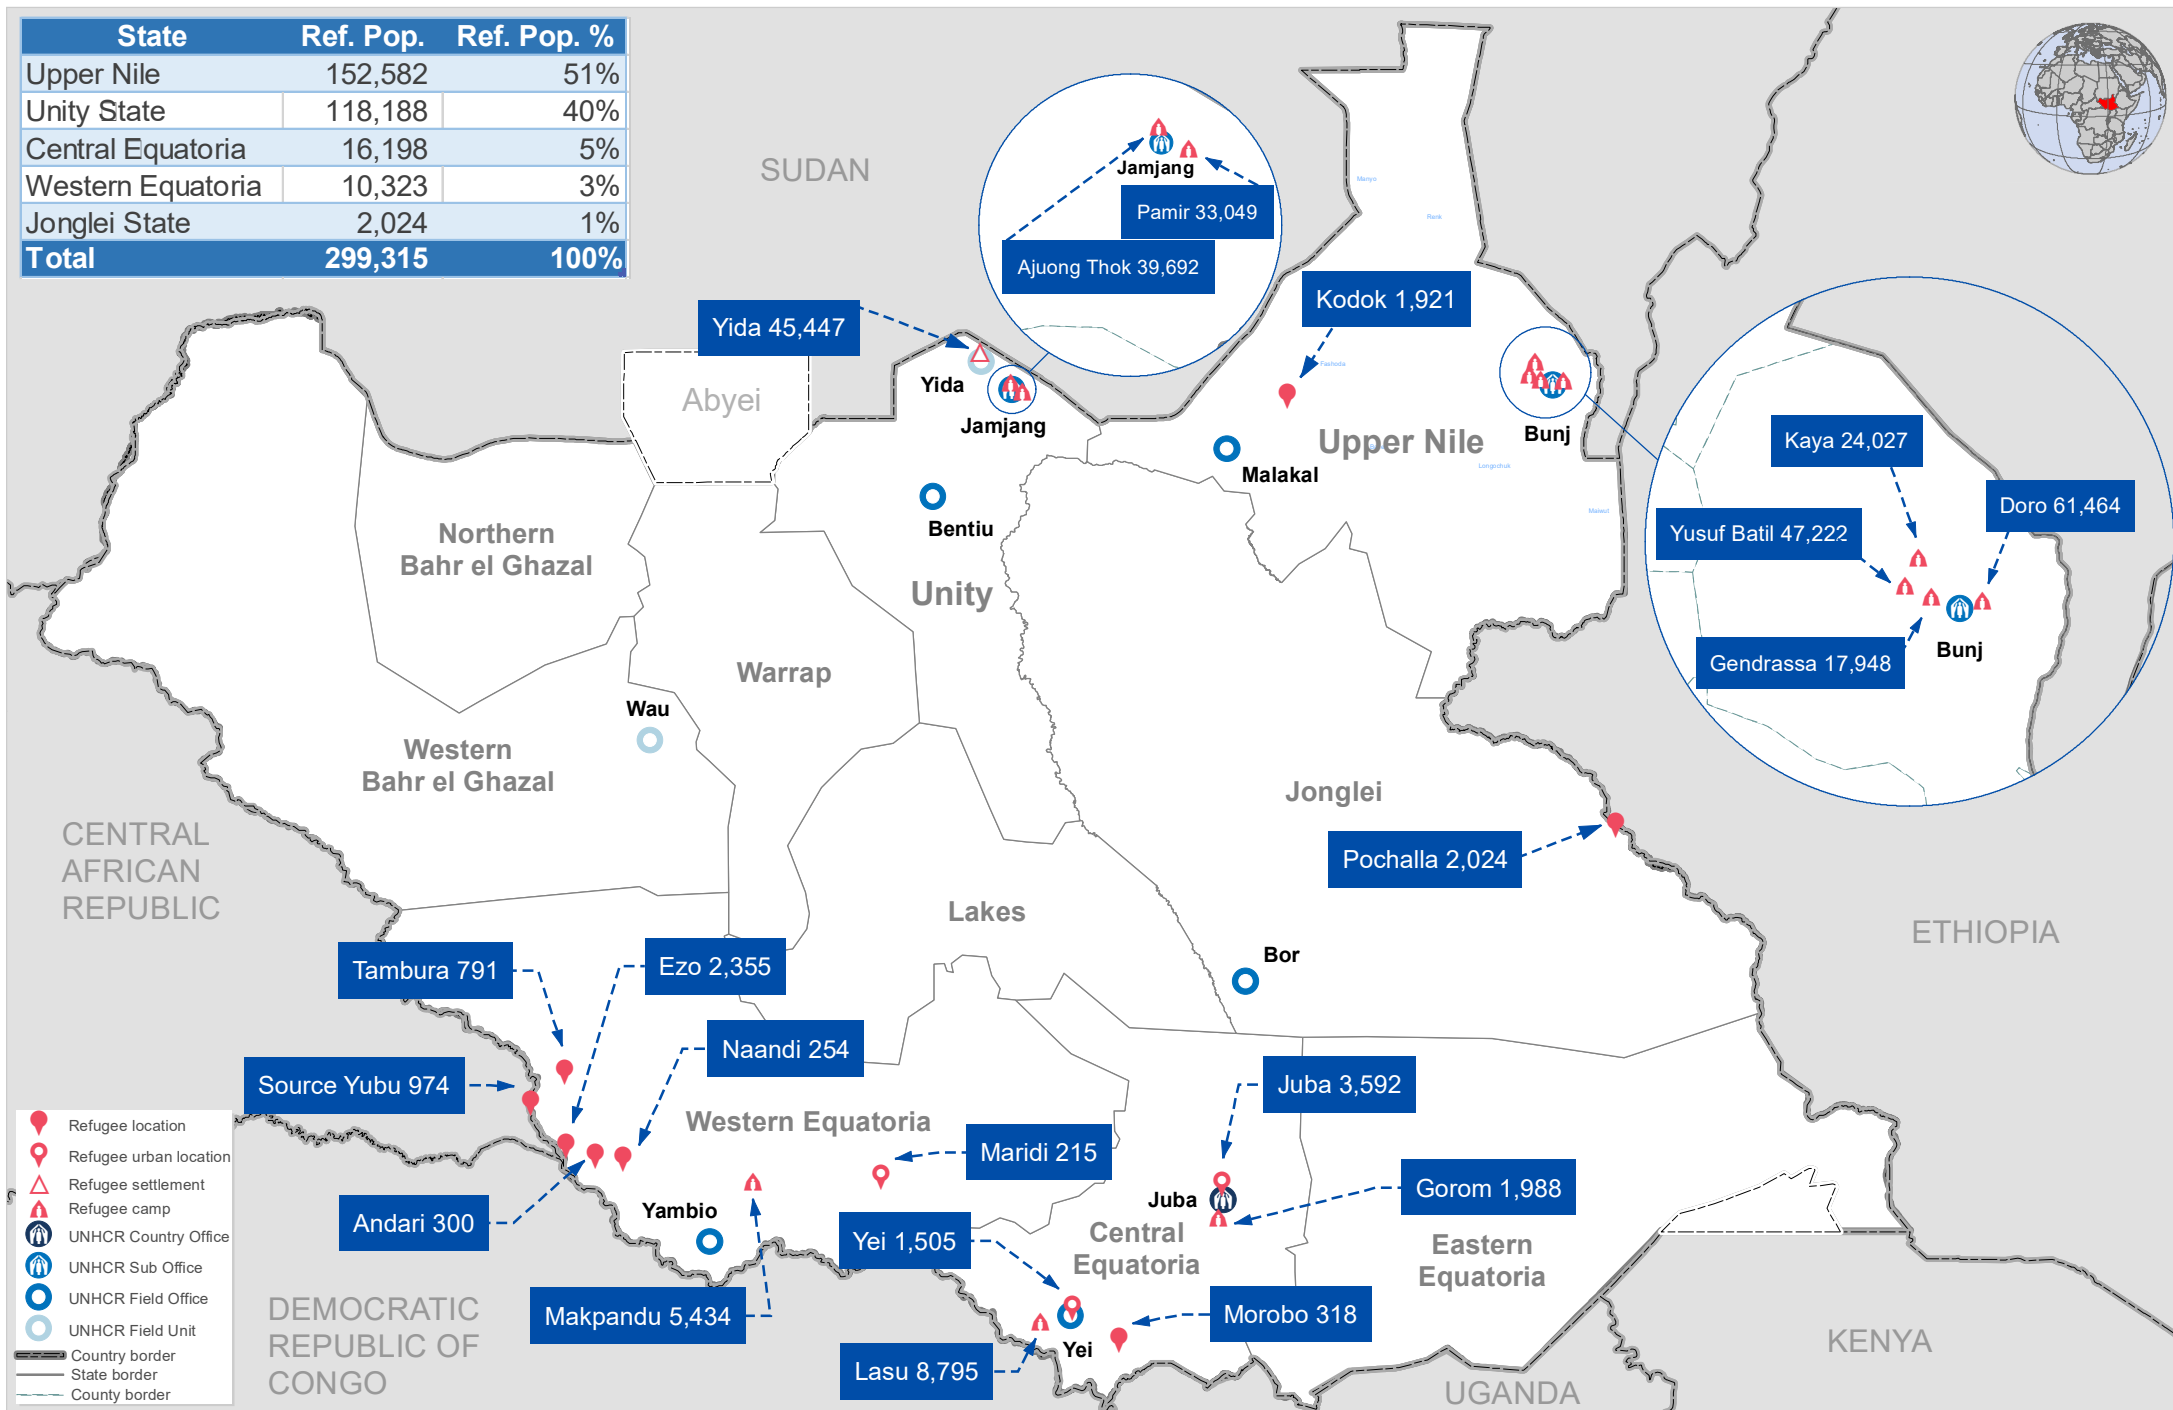 State Ref. Pop. Ref. Pop. %
Upper Nile 152,582 51%
Unity State 118,188 40%
Central Equatoria 16,198 5%
Western Equatoria 10,323 3%
Jonglei State 2,024 1%
Total 299,315 100%
SUDAN
Jamjang
Pamir 33,049
Ajuong Thok 39,692
Manyo
Renk
Kodok 1,921
Yida 45,447
Fashoda
Yida
Abyei
Jamjang
Upper Nile
Bunj
Malakal
Longochuk
Maiwut
Kaya 24,027
Doro 61,464
Yusuf Batil 47,222
Gendrassa 17,948
Bunj
Bentiu
Northern
Bahr el Ghazal
Unity
Warrap
Wau
Western
Bahr el Ghazal
Jonglei
Pochalla 2,024
CENTRAL
AFRICAN
REPUBLIC
Lakes
ETHIOPIA
Bor
Tambura 791
Ezo 2,355
Naandi 254
Source Yubu 974
Juba 3,592
Western Equatoria
Maridi 215
Gorom 1,988
Juba
Andari 300
Yambio
Yei 1,505
Central
Equatoria
Eastern
Equatoria
Makpandu 5,434
Morobo 318
Yei
Lasu 8,795
DEMOCRATIC
REPUBLIC OF
CONGO
KENYA
UGANDA
Refugee location
Refugee urban location
Refugee settlement
Refugee camp
UNHCR Country Office
UNHCR Sub Office
UNHCR Field Office
UNHCR Field Unit
Country border
State border
County border